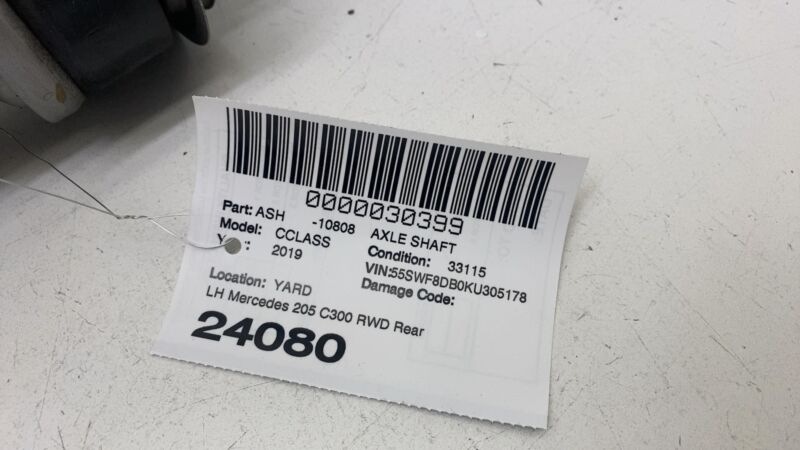 0000030399
Part: ASH -10808 AXLE SHAFT
Model: CCLASS Condition: 33115
2019 VIN:55SWF8DB0KU305178
Location: YARD Damage Code:
LH Mercedes 205 C300 RWD Rear
24080